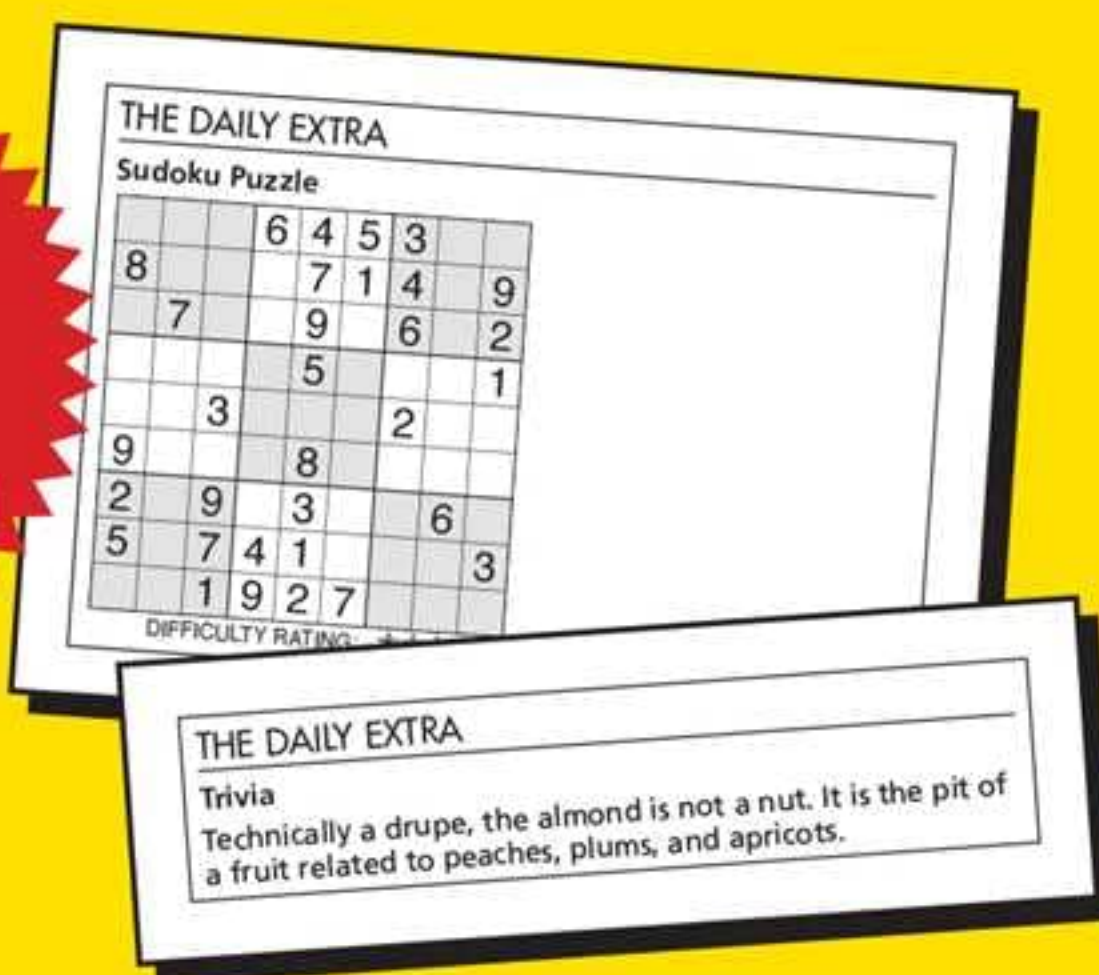 THE DAILY EXTRA
Sudoku Puzzle
6 4 5 3
8 7 1 4 9
7 9 6 2
5 1
3 2
9 8
2 9 3 6
5 7 4 1 3
1 9 2 7
DIFFICULTY RATING:
THE DAILY EXTRA
Trivia
Technically a drupe, the almond is not a nut. It is the pit of
a fruit related to peaches, plums, and apricots.